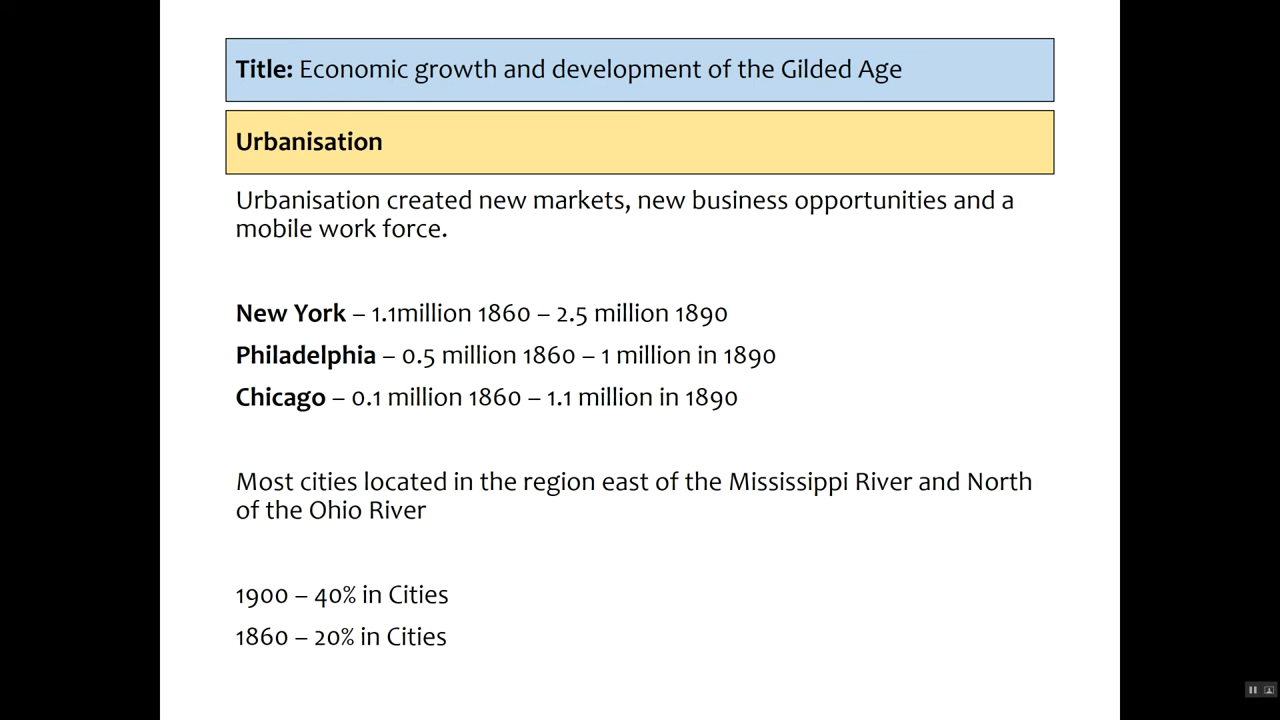 Title: Economic growth and development of the Gilded Age
Urbanisation
Urbanisation created new markets, new business opportunities and a
mobile work force.
New York – 1.1million 1860 – 2.5 million 1890
Philadelphia – 0.5 million 1860 – 1 million in 1890
Chicago – 0.1 million 1860 – 1.1 million in 1890
Most cities located in the region east of the Mississippi River and North
of the Ohio River
1900 – 40% in Cities
1860 – 20% in Cities